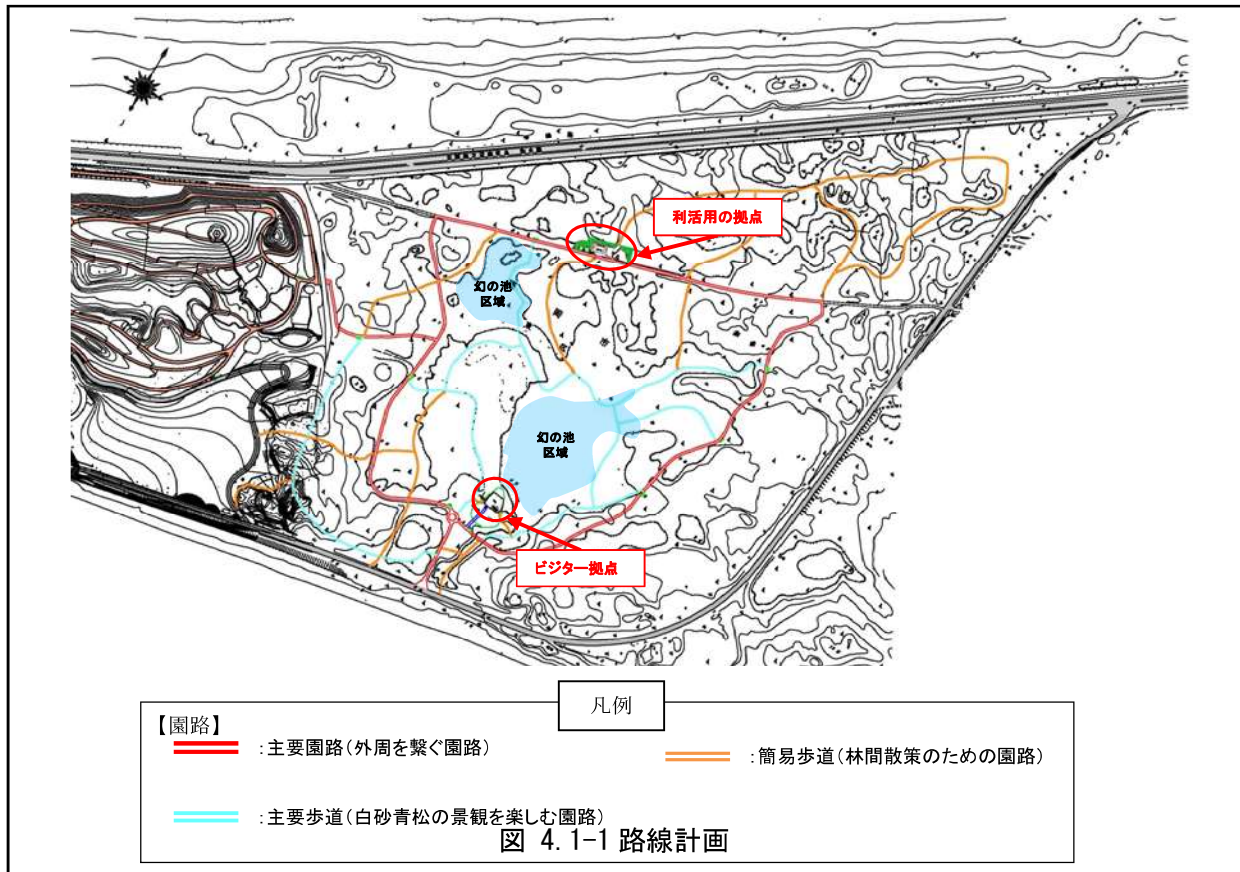 利活用の拠点
幻の池
区域
幻の池
区域
ビジター拠点
凡例
【園路】
:主要園路(外周を繋ぐ園路)
:簡易歩道(林間散策のための園路)
:主要歩道(白砂青松の景観を楽しむ園路)
図 4.1-1 路線計画